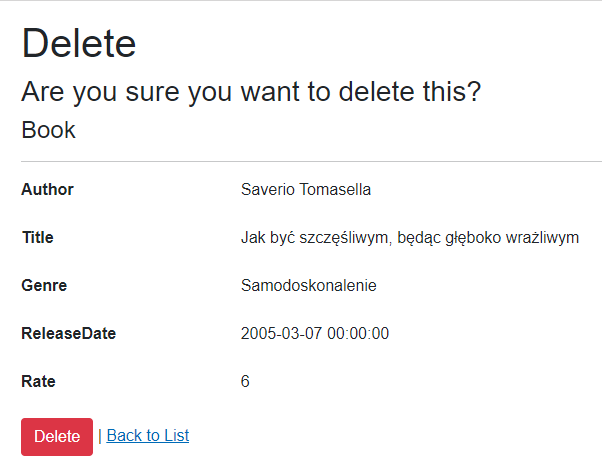 Delete
Are you sure you want to delete this?
Book
Author Saverio Tomasella
Title Jak być szczęśliwym, będąc głęboko wrażliwym
Genre Samodoskonalenie
ReleaseDate 2005-03-07 00:00:00
Rate 6
Delete | Back to List